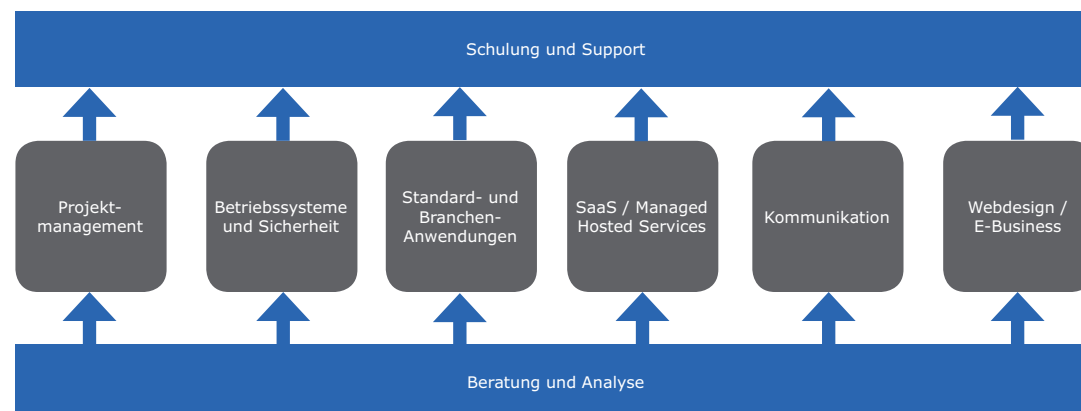 Schulung und Support
Projekt-
management
Betriebssysteme
und Sicherheit
Standard- und
Branchen-
Anwendungen
SaaS / Managed
Hosted Services
Kommunikation
Webdesign /
E-Business
Beratung und Analyse